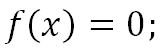 f(x) = 0;